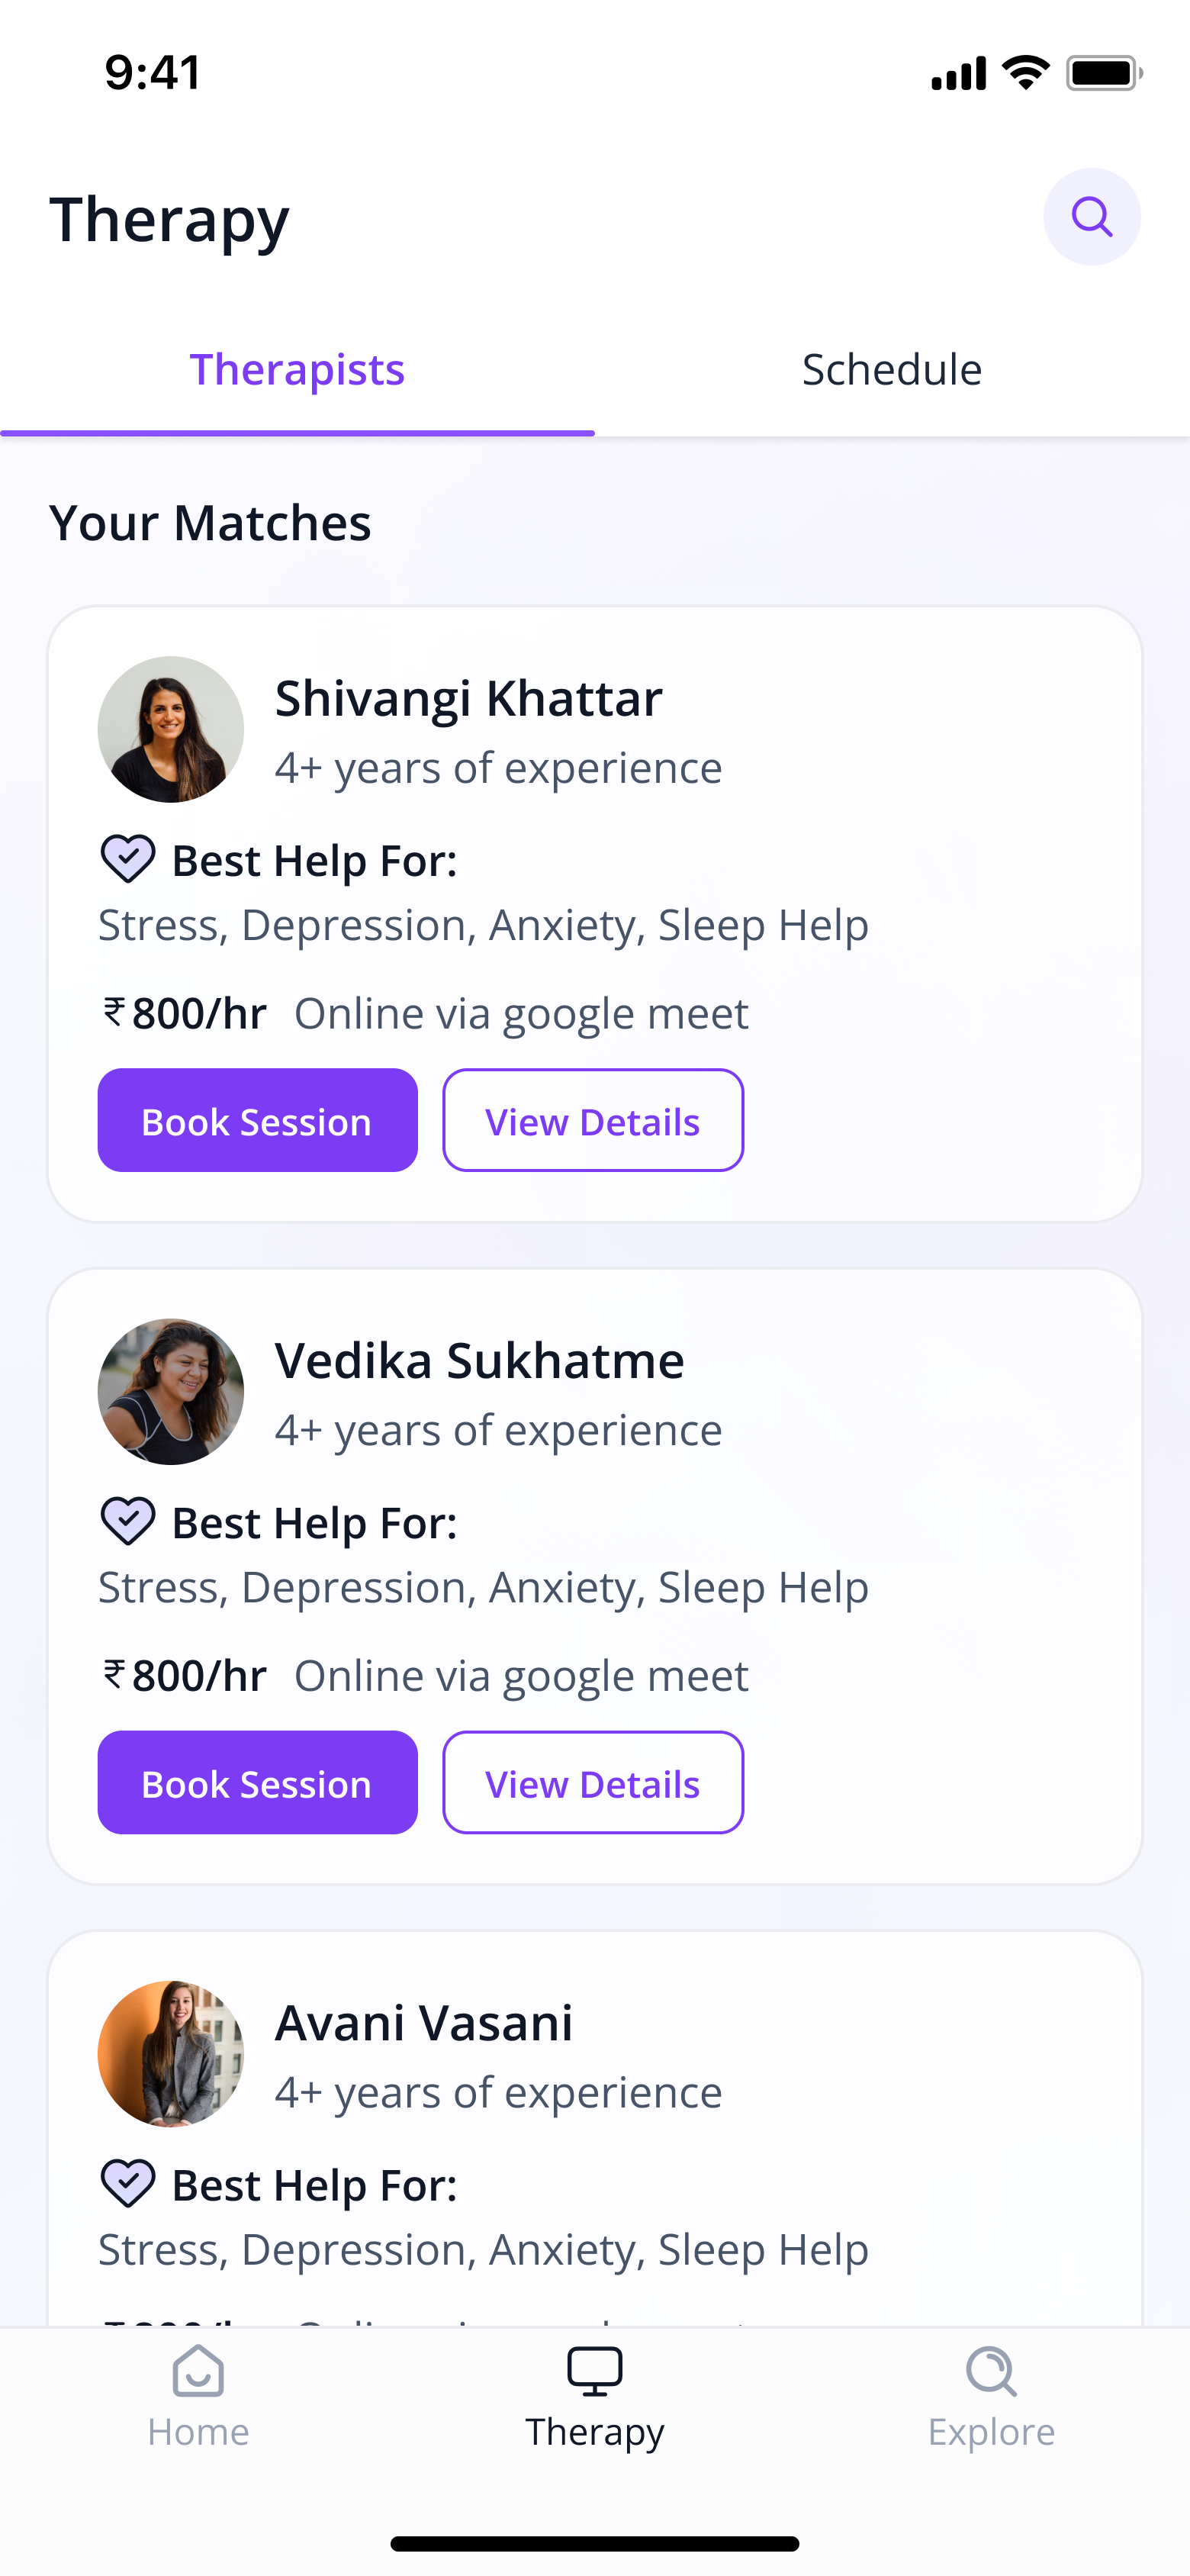 9:41
Therapy
Therapists Schedule
Your Matches
Shivangi Khattar
4+ years of experience
Best Help For:
Stress, Depression, Anxiety, Sleep Help
₹800/hr Online via google meet
Book Session View Details
Vedika Sukhatme
4+ years of experience
Best Help For:
Stress, Depression, Anxiety, Sleep Help
₹800/hr Online via google meet
Book Session View Details
Avani Vasani
4+ years of experience
Best Help For:
Stress, Depression, Anxiety, Sleep Help
Home Therapy Explore